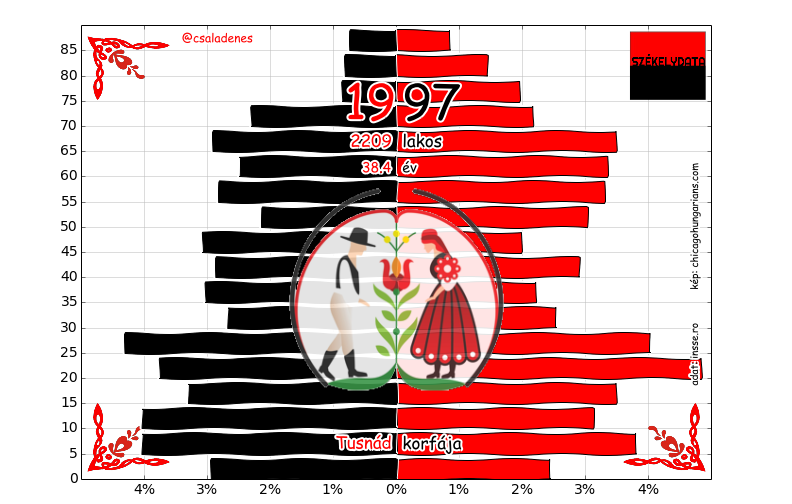 @csaladenes
SZÉKELYDATA
1997
2209 lakos
38.4 év
kép: chicagohungarians.com
adat: insse.ro
Tusnád korfája
85
80
75
70
65
60
55
50
45
40
35
30
25
20
15
10
5
0
4% 3% 2% 1% 0% 1% 2% 3% 4%